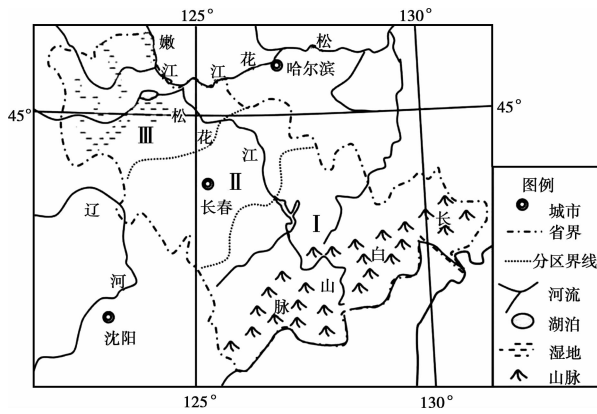 125° 130°
嫩 江
松 花 江
哈尔滨
45° 45°
松 花 江
Ⅲ
Ⅱ
长春
Ⅰ
辽 河
长 白 山 脉
沈阳
125° 130°
图例
城市
省界
分区界线
河流
湖泊
湿地
山脉